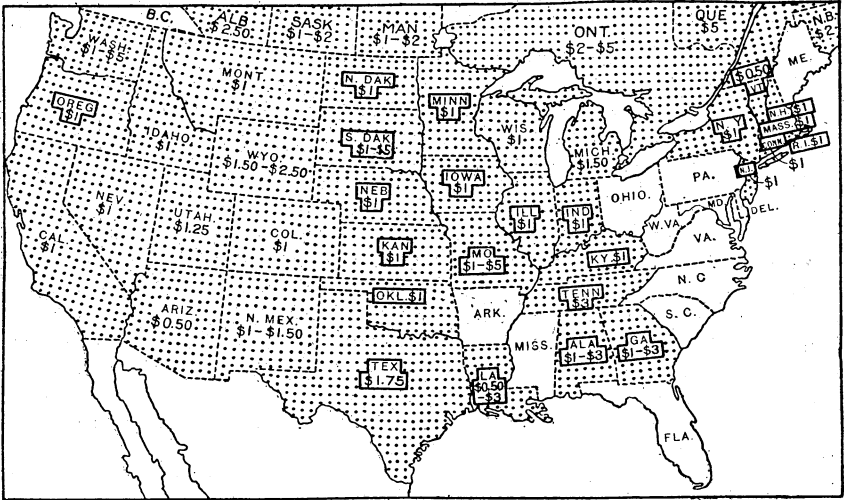 B.C.
ALB
$2.50
SASK
$1-$2
MAN
$1-$2
ONT.
$2-$5
QUE
$5
N.B.
$2
WASH.
$1 $5
MONT.
$1
N. DAK
$1
MINN
$1
ME.
$0.50
VT
OREG
$1
IDAHO
$1
S. DAK
$1-$5
WIS.
$1
MICH.
$1.50
N Y
$1
N H $1
MASS. $1
CONN
R I. $1
$1
WYO.
$1.50-$2.50
NEB
$1
IOWA
$1
ILL
$1
IND
$1
OHIO.
PA.
N.J.
-$1
NEV.
$1
UTAH.
$1.25
COL.
$1
KAN
$1
MO
$1-$5
KY. $1
W.VA.
MD.
DEL.
VA.
CAL.
$1
ARIZ.
$0.50
N. MEX.
$1-$1.50
OKL. $1
ARK.
TENN
$3
N. C
S. C.
TEX
$1.75
LA
$0.50
-$3
MISS.
ALA
$1-$3
GA
$1-$3
FLA.